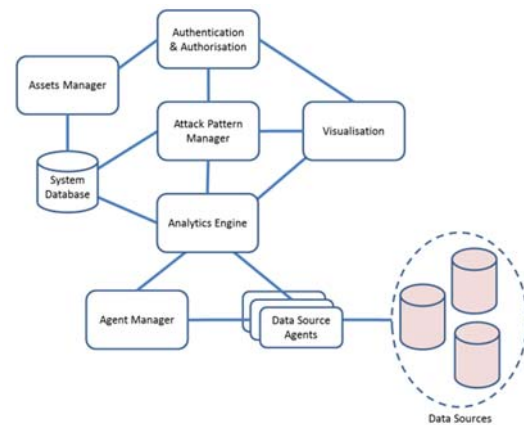 Authentication
& Authorisation
Assets Manager
Attack Pattern
Manager
Visualisation
System
Database
Analytics Engine
Agent Manager
Data Source
Agents
Data Sources